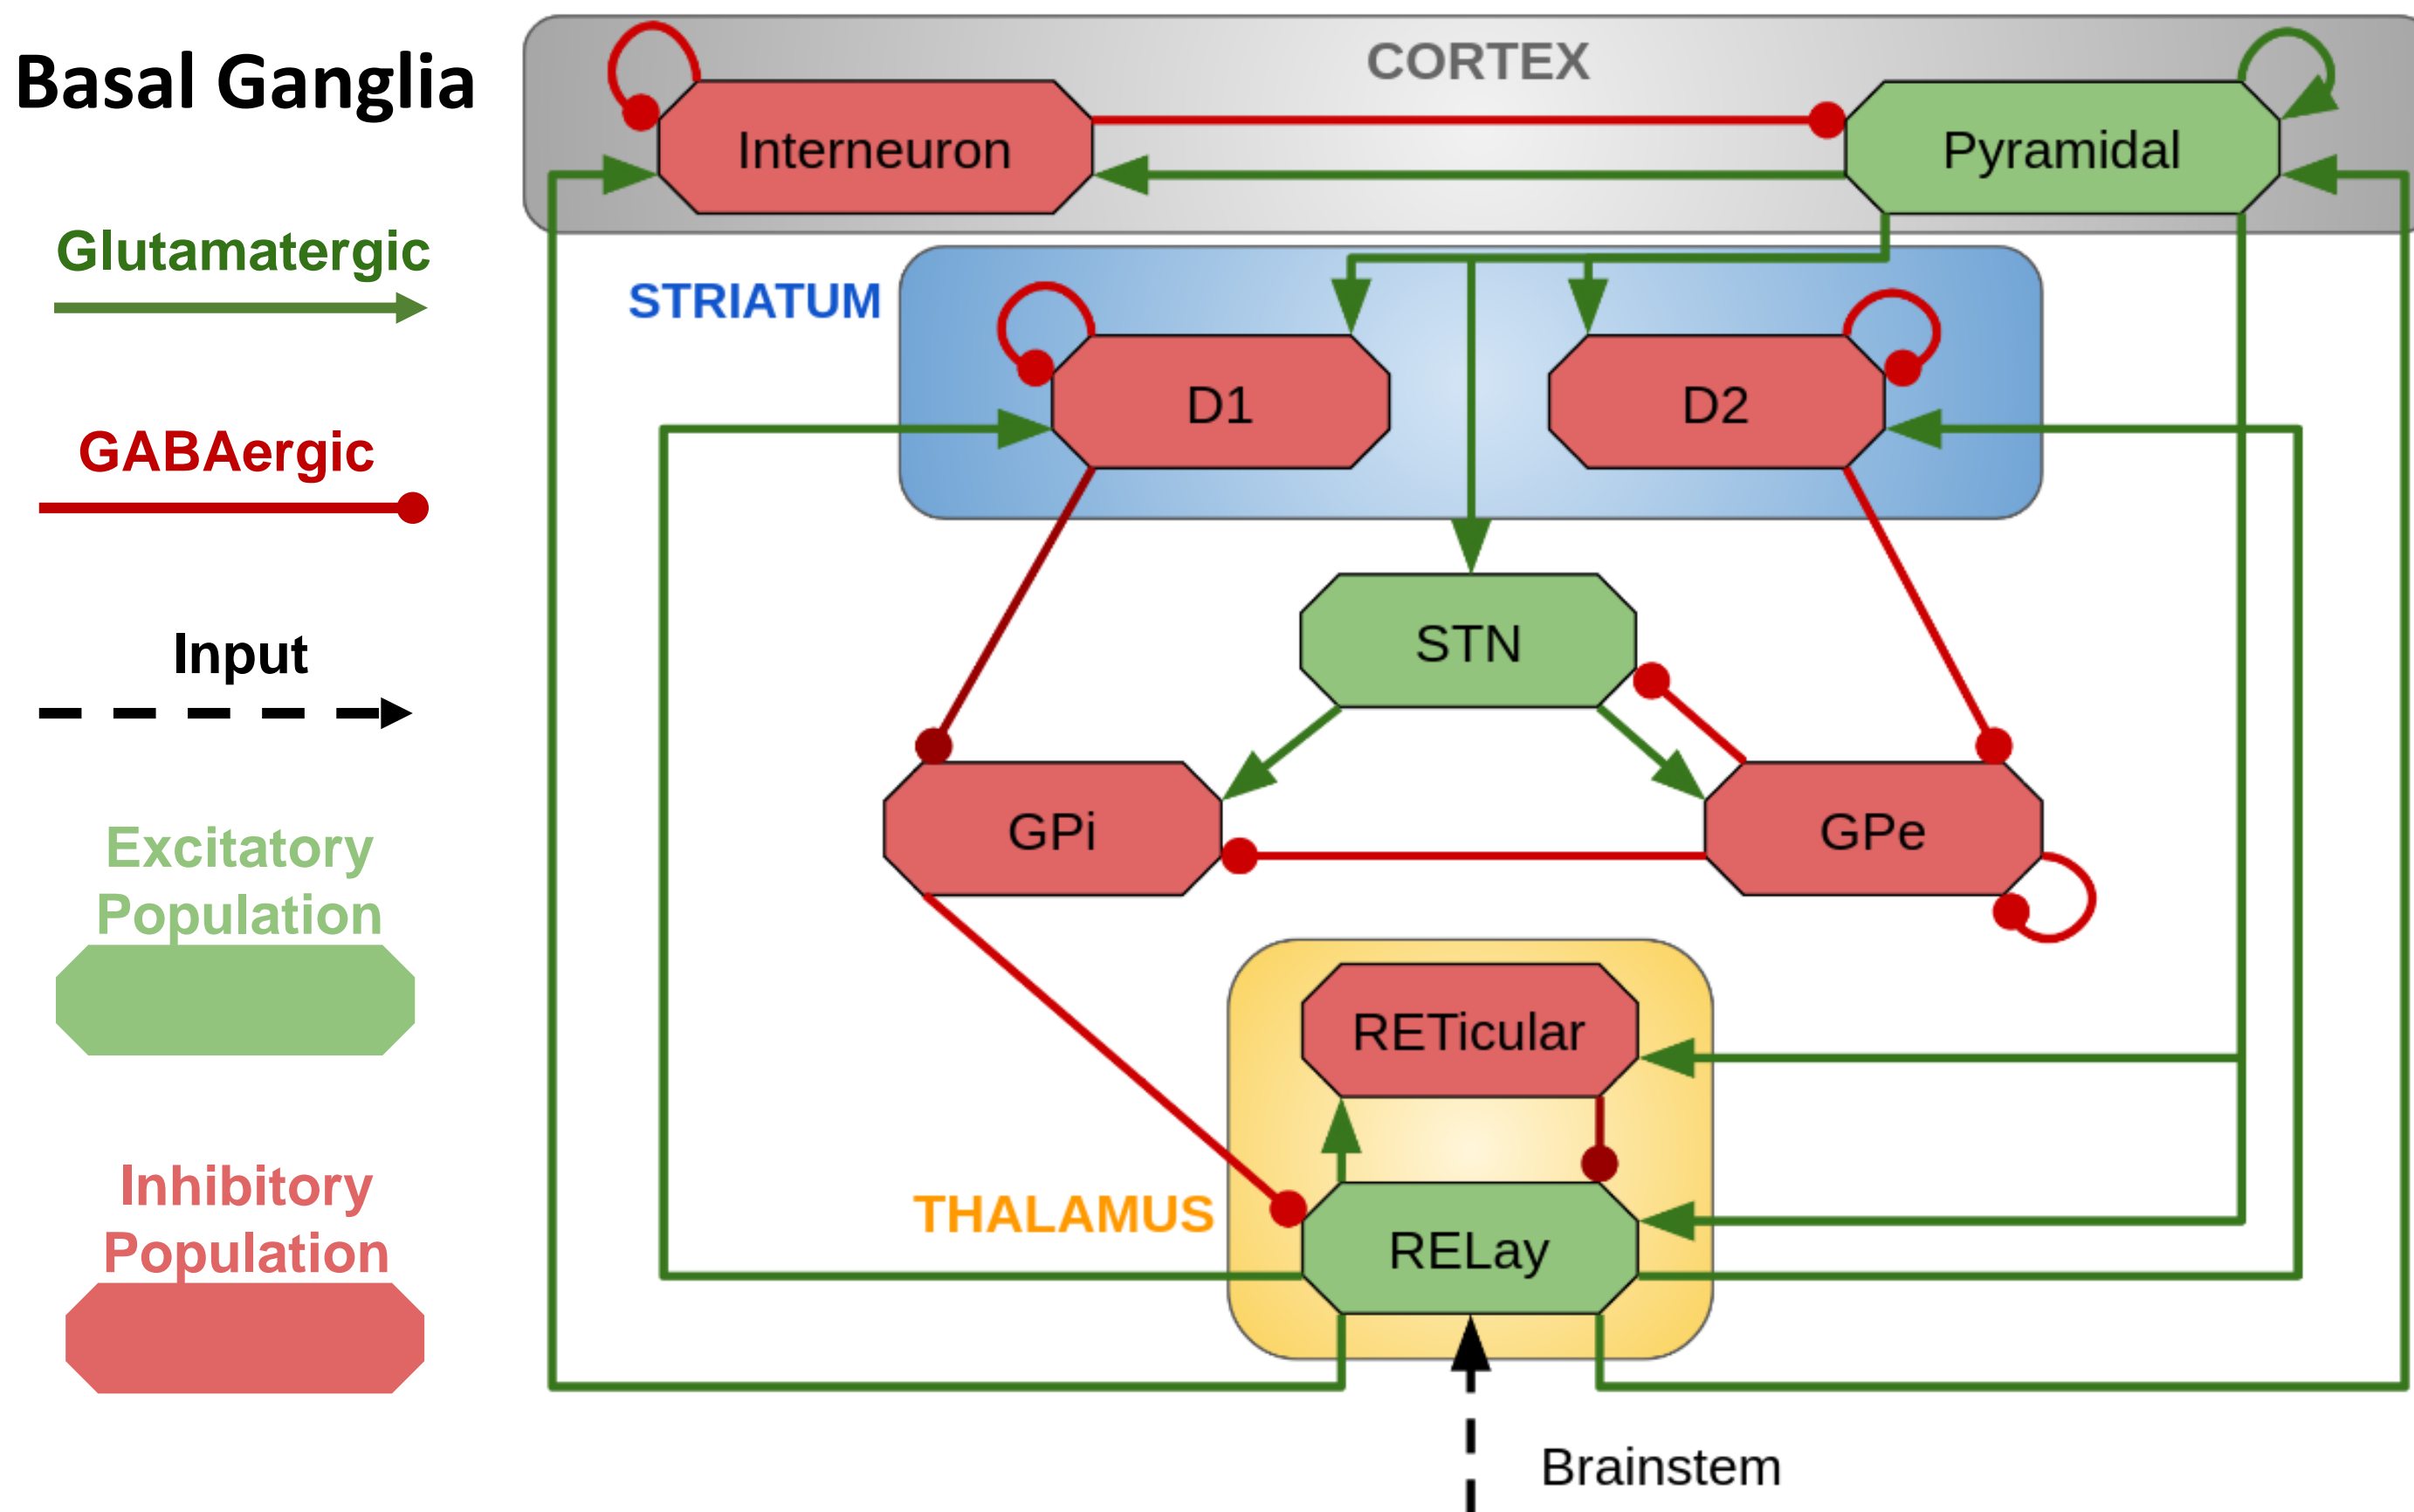 Basal Ganglia
Glutamatergic
GABAergic
Input
Excitatory
Population
Inhibitory
Population
CORTEX
Interneuron
Pyramidal
STRIATUM
D1
D2
STN
GPi
GPe
RETicular
THALAMUS
RELay
Brainstem